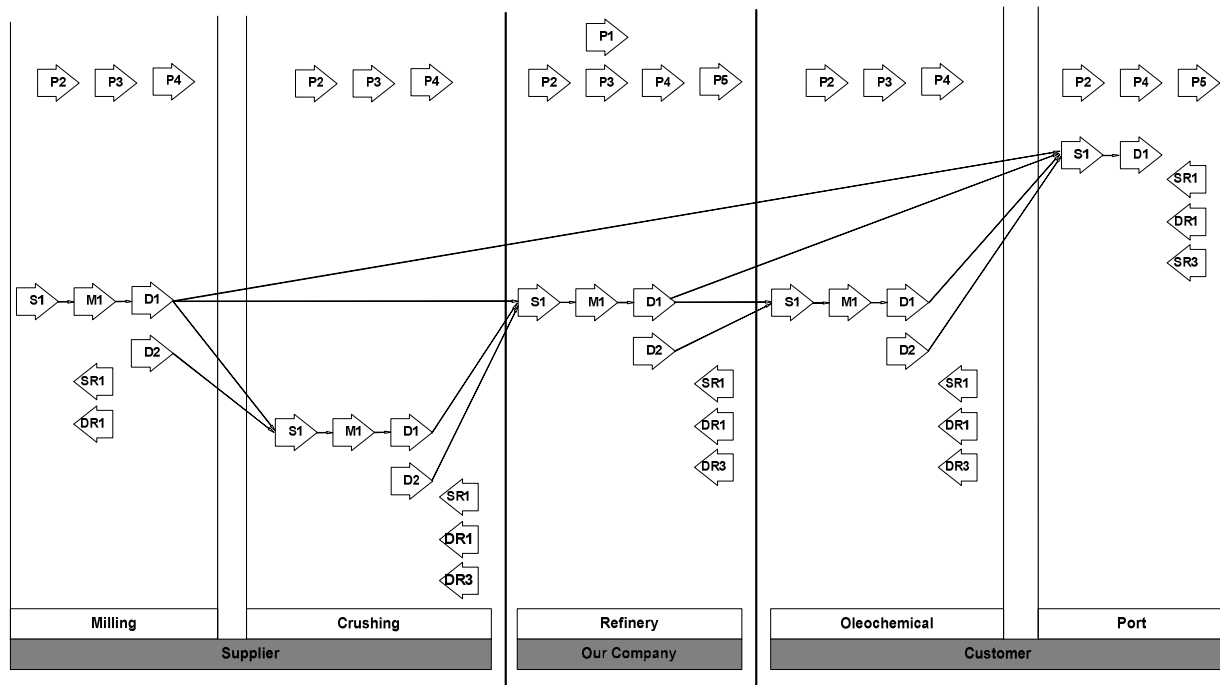 P1
P2 P3 P4 P2 P3 P4 P2 P3 P4 P5 P2 P3 P4 P2 P4 P5
S1 D1
SR1
DR1
SR3
S1 M1 D1 S1 M1 D1 S1 M1 D1
D2 D2 D2
SR1 SR1 SR1
DR1 DR1 DR1
S1 M1 D1
DR3 DR3
D2
SR1
DR1
DR3
Milling Crushing Refinery Oleochemical Port
Supplier Our Company Customer